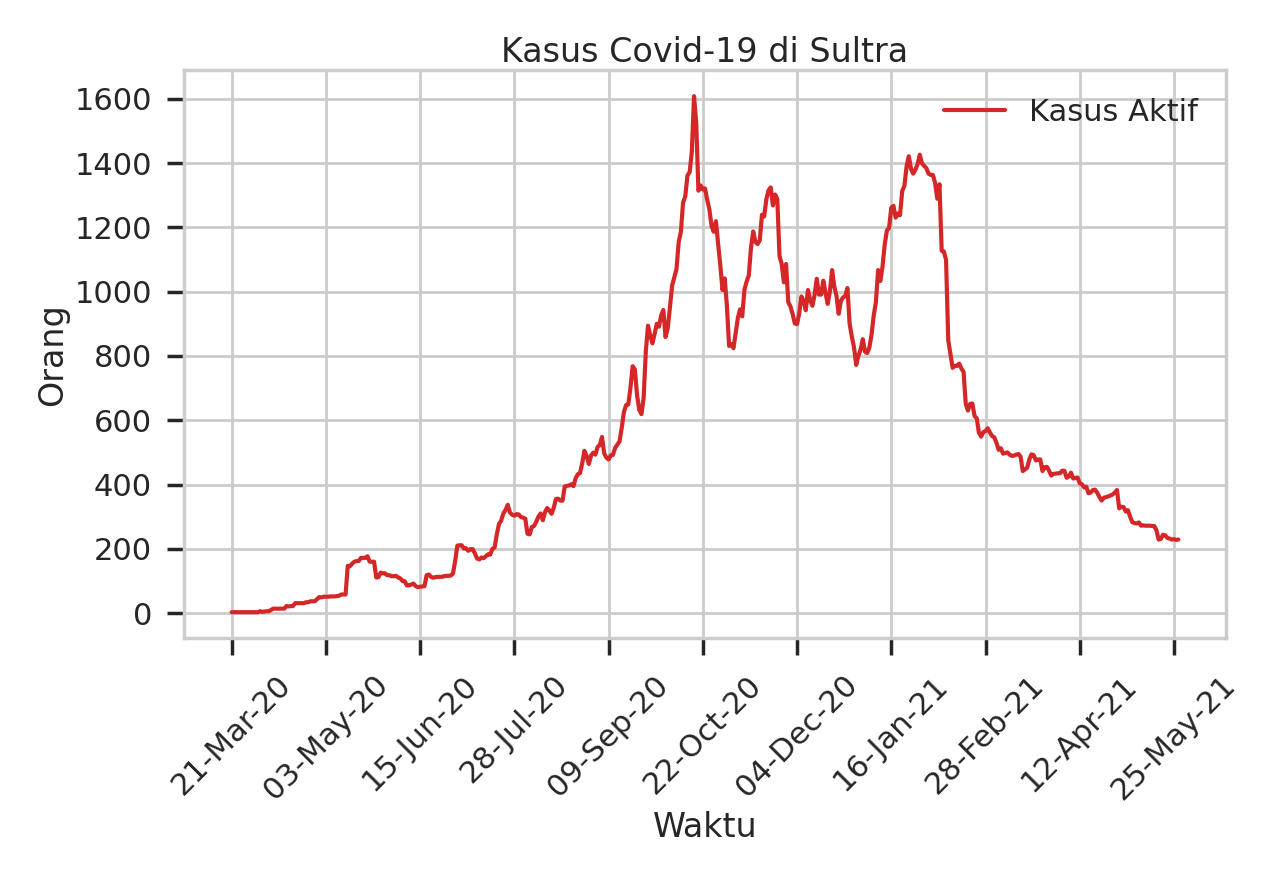 Kasus Covid-19 di Sultra
Kasus Aktif
Orang
1600
1400
1200
1000
800
600
400
200
0
21-Mar-20
03-May-20
15-Jun-20
28-Jul-20
09-Sep-20
22-Oct-20
04-Dec-20
16-Jan-21
28-Feb-21
12-Apr-21
25-May-21
Waktu